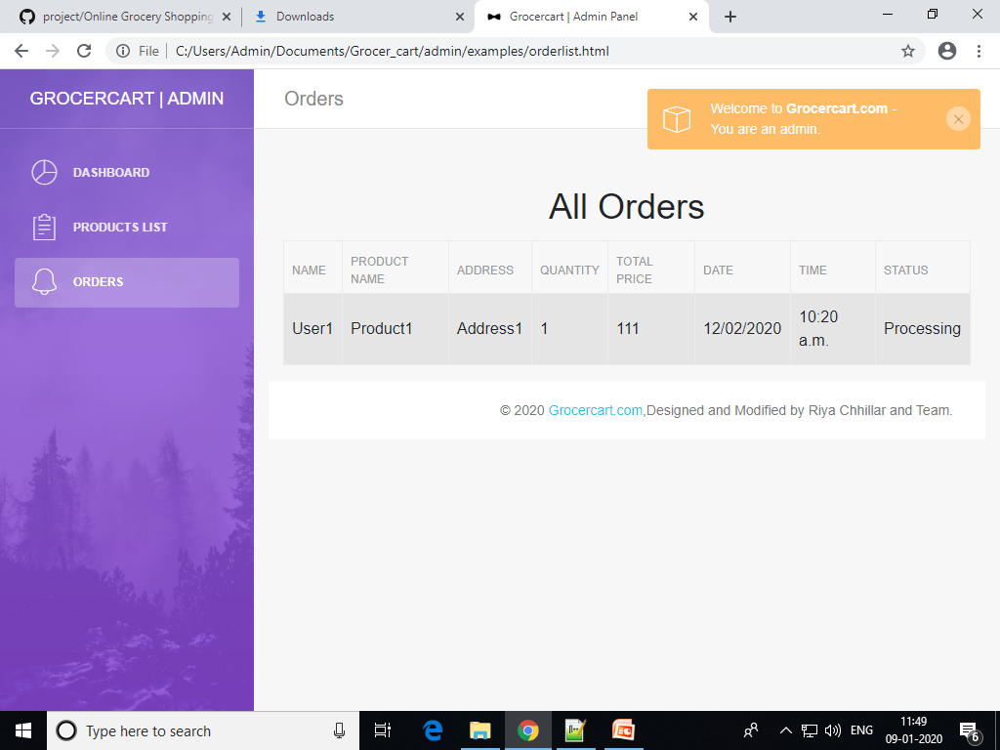 project/Online Grocery Shopping
Downloads
Grocercart | Admin Panel
File
C:/Users/Admin/Documents/Grocer_cart/admin/examples/orderlist.html
GROCERCART | ADMIN
Orders
Welcome to Grocercart.com -
You are an admin.
DASHBOARD
PRODUCTS LIST
ORDERS
All Orders
NAME PRODUCT NAME ADDRESS QUANTITY TOTAL PRICE DATE TIME STATUS
User1 Product1 Address1 1 111 12/02/2020 10:20 a.m. Processing
© 2020 Grocercart.com,Designed and Modified by Riya Chhillar and Team.
Type here to search
ENG
11:49
09-01-2020
6